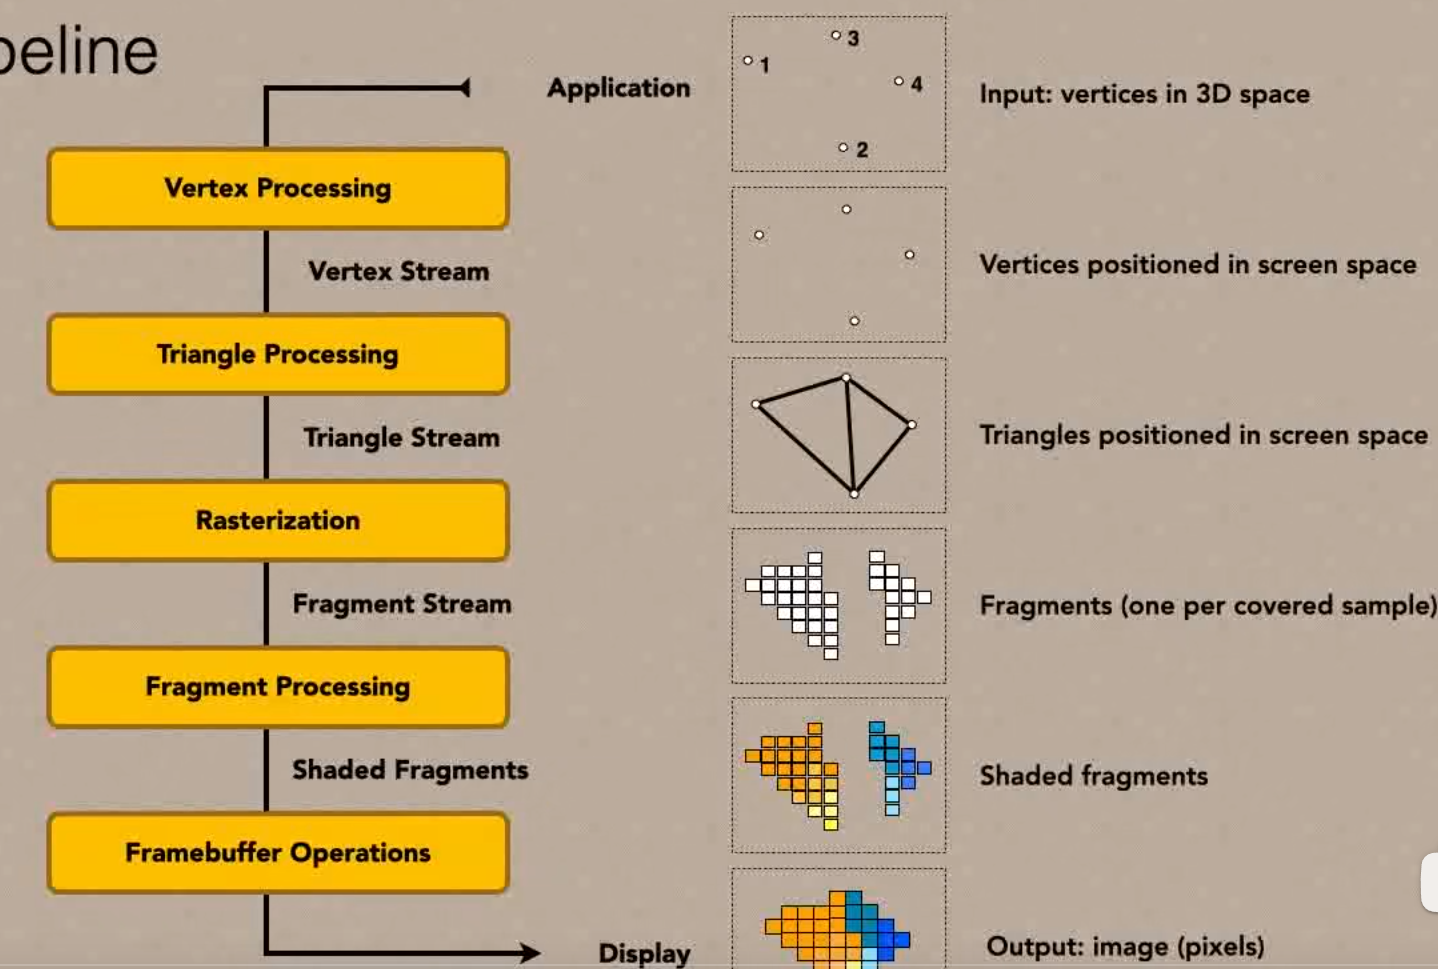 peline
Application
3
1
4
2
Input: vertices in 3D space
Vertex Processing
Vertex Stream
Vertices positioned in screen space
Triangle Processing
Triangle Stream
Triangles positioned in screen space
Rasterization
Fragment Stream
Fragments (one per covered sample)
Fragment Processing
Shaded Fragments
Shaded fragments
Framebuffer Operations
Display
Output: image (pixels)